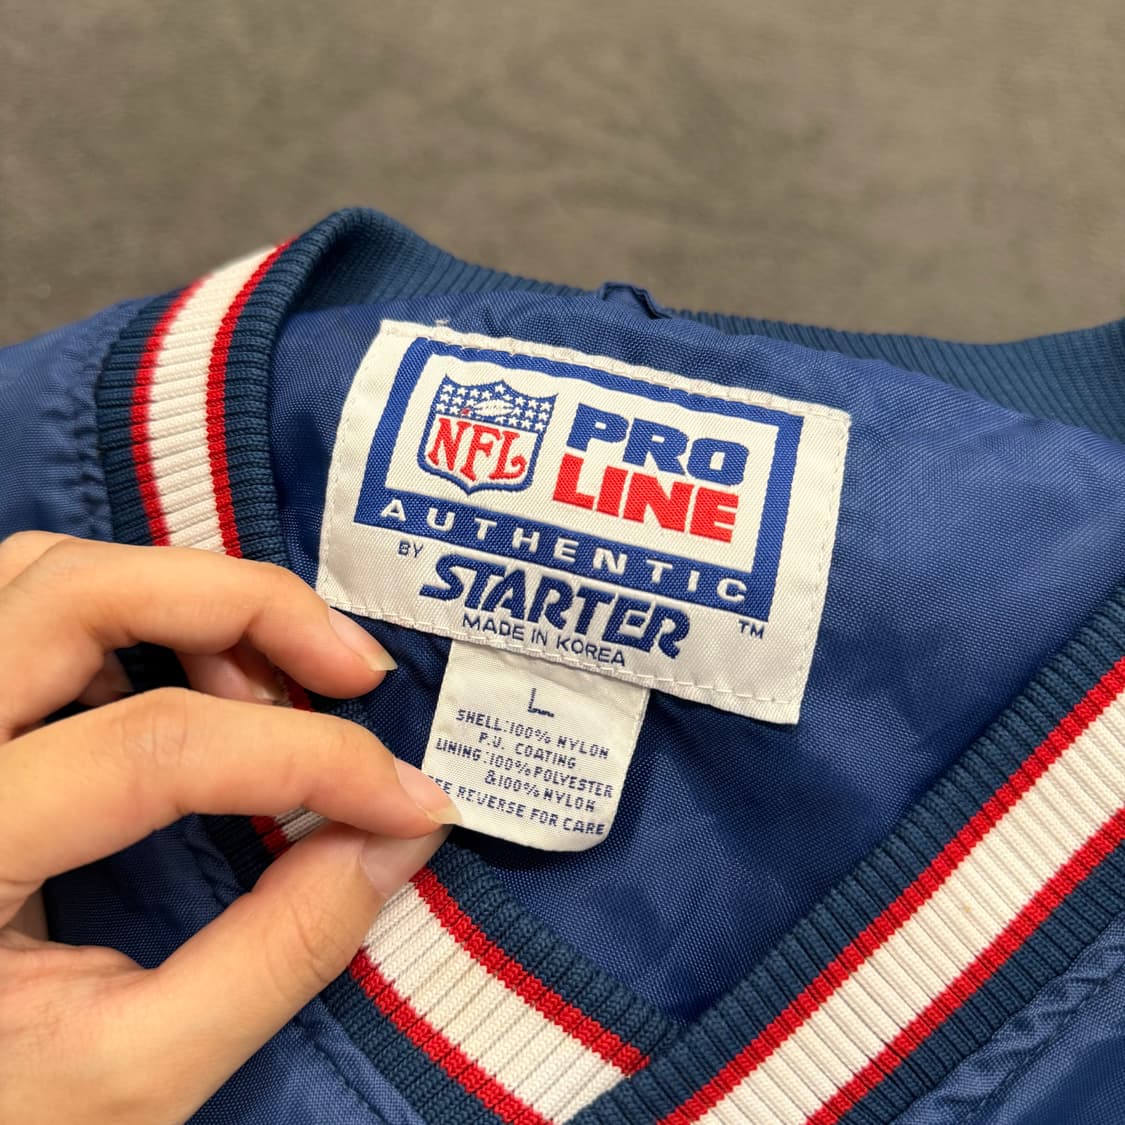 NFL
PRO
LINE
AUTHENTIC
BY
STARTER
TM
MADE IN KOREA
L
SHELL:100% NYLON
P.U. COATING
LINING:100% POLYESTER
&100% NYLON
REVERSE FOR CARE